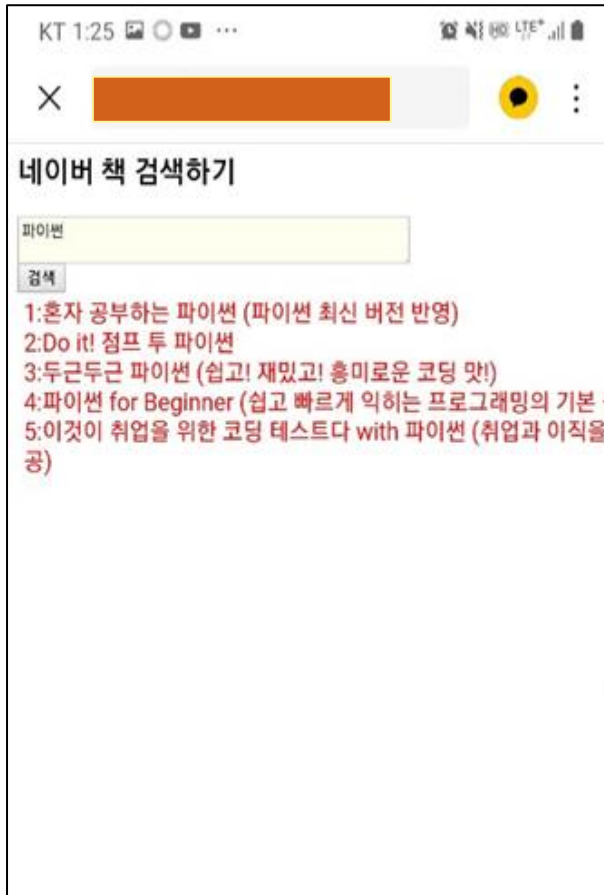 KT 1:25 ···
네이버 책 검색하기
파이썬
검색
1:혼자 공부하는 파이썬 (파이썬 최신 버전 반영)
2:Do it! 점프 투 파이썬
3:두근두근 파이썬 (쉽고! 재밌고! 흥미로운 코딩 맛!)
4:파이썬 for Beginner (쉽고 빠르게 익히는 프로그래밍의 기본
5:이것이 취업을 위한 코딩 테스트다 with 파이썬 (취업과 이직을
공)